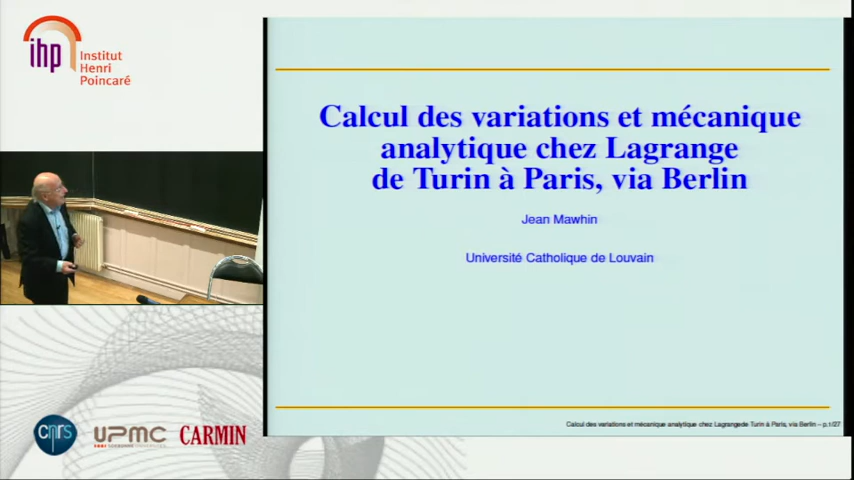 ihp
Institut
Henri
Poincaré
Calcul des variations et mécanique
analytique chez Lagrange
de Turin à Paris, via Berlin
Jean Mawhin
Université Catholique de Louvain
cnrs
UPMC
CARMIN
Calcul des variations et mécanique analytique chez Lagrangede Turin à Paris, via Berlin – p.1/27